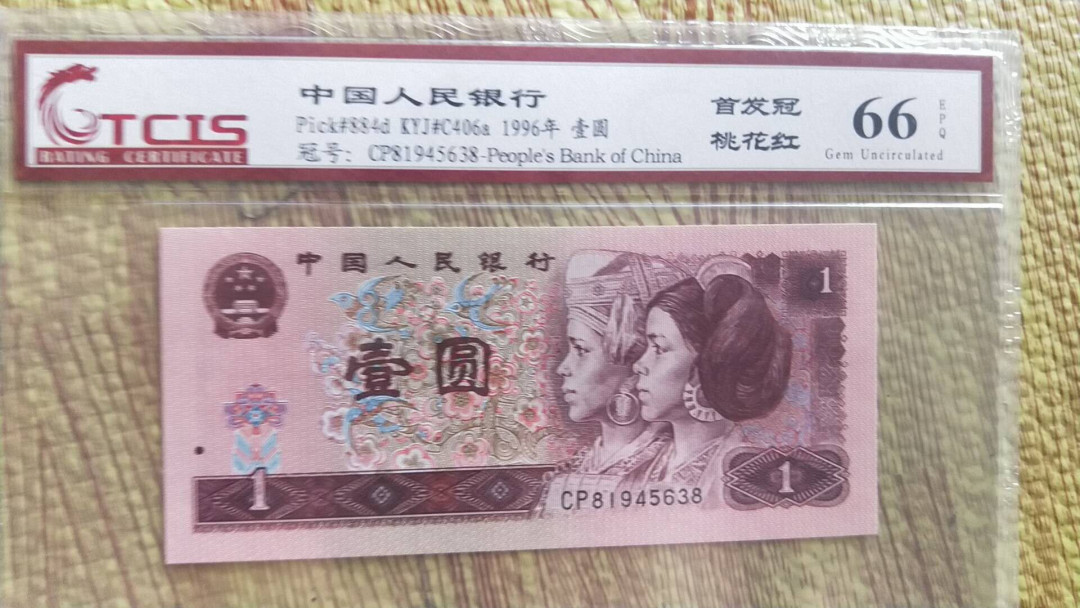 TCIS
RATING CERTIFICATE
中国人民银行
Pick#884d KYJ#C406a 1996年 壹圆
冠号: CP81945638-People's Bank of China
首发冠
桃花红
66
EPQ
Gem Uncirculated
中国人民银行
1
壹圆
1
CP81945638
1